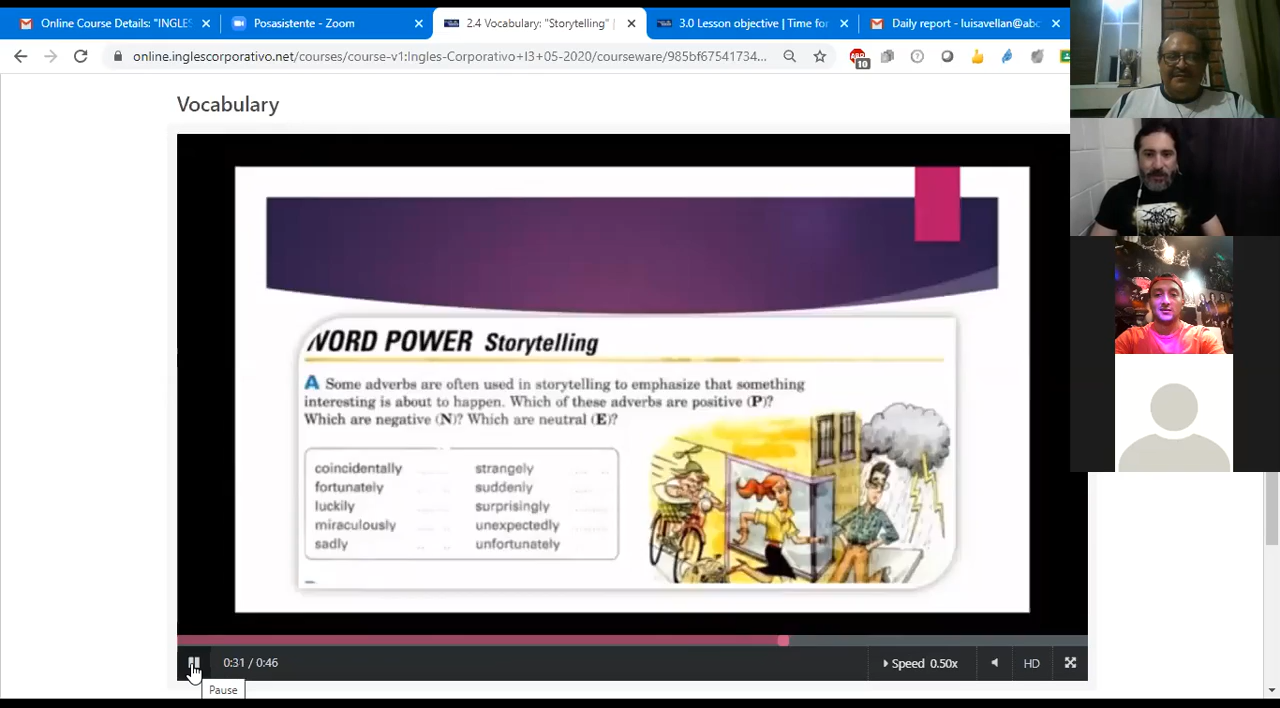 Online Course Details: "INGLES
Posasistente - Zoom
2.4 Vocabulary: "Storytelling" |
3.0 Lesson objective | Time for
Daily report - luisavellan@abc
online.inglescorporativo.net/courses/course-v1:Ingles-Corporativo+I3+05-2020/courseware/985bf67541734...
10
Vocabulary
WORD POWER Storytelling
A Some adverbs are often used in storytelling to emphasize that something
interesting is about to happen. Which of these adverbs are positive (P)?
Which are negative (N)? Which are neutral (E)?
coincidentally strangely
fortunately suddenly
luckily surprisingly
miraculously unexpectedly
sadly unfortunately
0:31 / 0:46
Speed 0.50x
HD
Pause